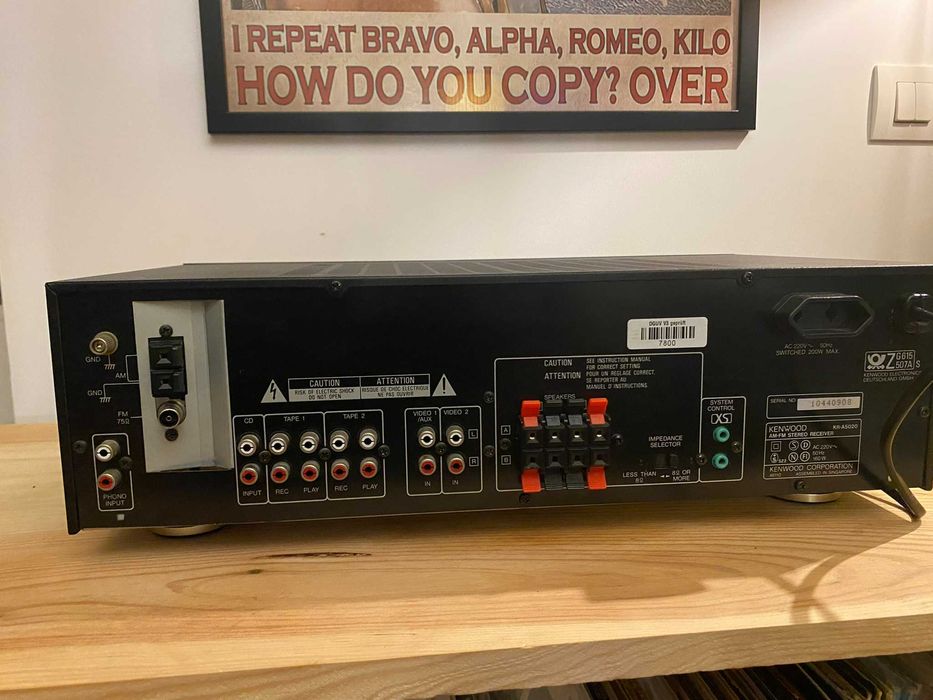 I REPEAT BRAVO, ALPHA, ROMEO, KILO
HOW DO YOU COPY? OVER
GND
AM
GND
FM
75Ω
PHONO
INPUT
CAUTION
RISK OF ELECTRIC SHOCK
DO NOT OPEN
ATTENTION
RISQUE DE CHOC ELECTRIQUE
NE PAS OUVRIR
CD
TAPE 1
TAPE 2
INPUT
REC
PLAY
REC
PLAY
VIDEO 1
/AUX
VIDEO 2
L
R
IN
IN
CAUTION
ATTENTION
SEE INSTRUCTION MANUAL
FOR CORRECT SETTING
POUR UN REGLAGE CORRECT,
SE REPORTER AU
MANUEL D'INSTRUCTIONS.
SPEAKERS
A
B
IMPEDANCE
SELECTOR
LESS THAN
8Ω
8Ω OR
MORE
DGUV V3 geprüft
7800
SYSTEM
CONTROL
XS
AC 220V~ 50Hz
SWITCHED 200W MAX.
Z G615
507A S
KENWOOD ELECTRONICS
DEUTSCHLAND GMBH
SERIAL NO.
10440908
KENWOOD KR-A5020
AM-FM STEREO RECEIVER
AC 220V~
50Hz
160W
KENWOOD CORPORATION
ASSEMBLED IN SINGAPORE